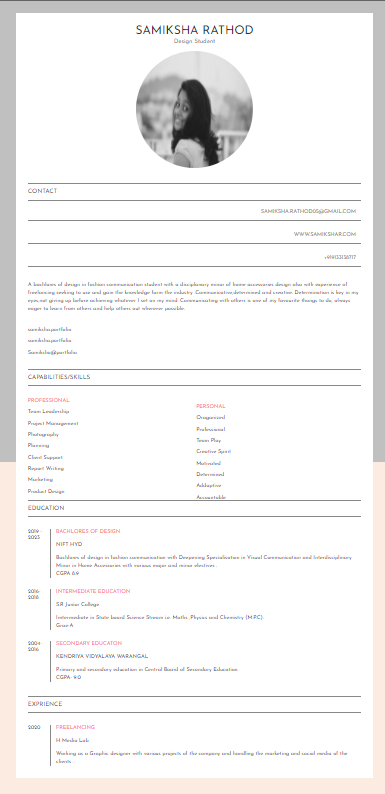 SAMIKSHA RATHOD
Design Student
CONTACT
SAMIKSHA.RATHOD05@GMAIL.COM
WWW.SAMIKSHAR.COM
A bachlores of design in fashion communication student with a disciplinary minor of home accessories design also with experience of
freelancing seeking to use and gain the knowledge form the industry. Communicative,determined and creative. Determination is key in my
eyes,not giving up before achieving whatever I set on my mind. Communicating with others is one of my favourite things to do, always
eager to learn from others and help others out wherever possible.
samiksha.portfolio
samiksha.portfolio
Samiksha@portfolio
CAPABILITIES/SKILLS
PROFESSIONAL
Team Leadership
Project Management
Photography
Planning
Client Support
Report Writing
Marketing
Product Design
PERSONAL
Oraganized
Professional
Team Play
Creative Spirit
Motivated
Determined
Addaptive
Accountable
EDUCATION
2019 -
2023
BACHLORES OF DESIGN
NIFT HYD
Bachlores of design in fashion communication with Deepening Specialisation in Visual Communication and Interdisciplinary
Minor in Home Accessories with various major and minor electives.
CGPA 8.9
2016-
2018
INTERMEDIATE EDUCATION
S.R Junior College
Intermediate in State board Science Stream i.e. Maths ,Physics and Chemistry (M.P.C).
Grae-A
2004-
2016
SECONDARY EDUCATON
KENDRIYA VIDYALAYA WARANGAL
Primary and secondary education in Central Board of Secondary Education.
CGPA- 9.0
EXPRIENCE
2020
FREELANCING
H Media Lab
Working as a Graphic designer with various projects of the company and handling the marketing and social media of the
clients .